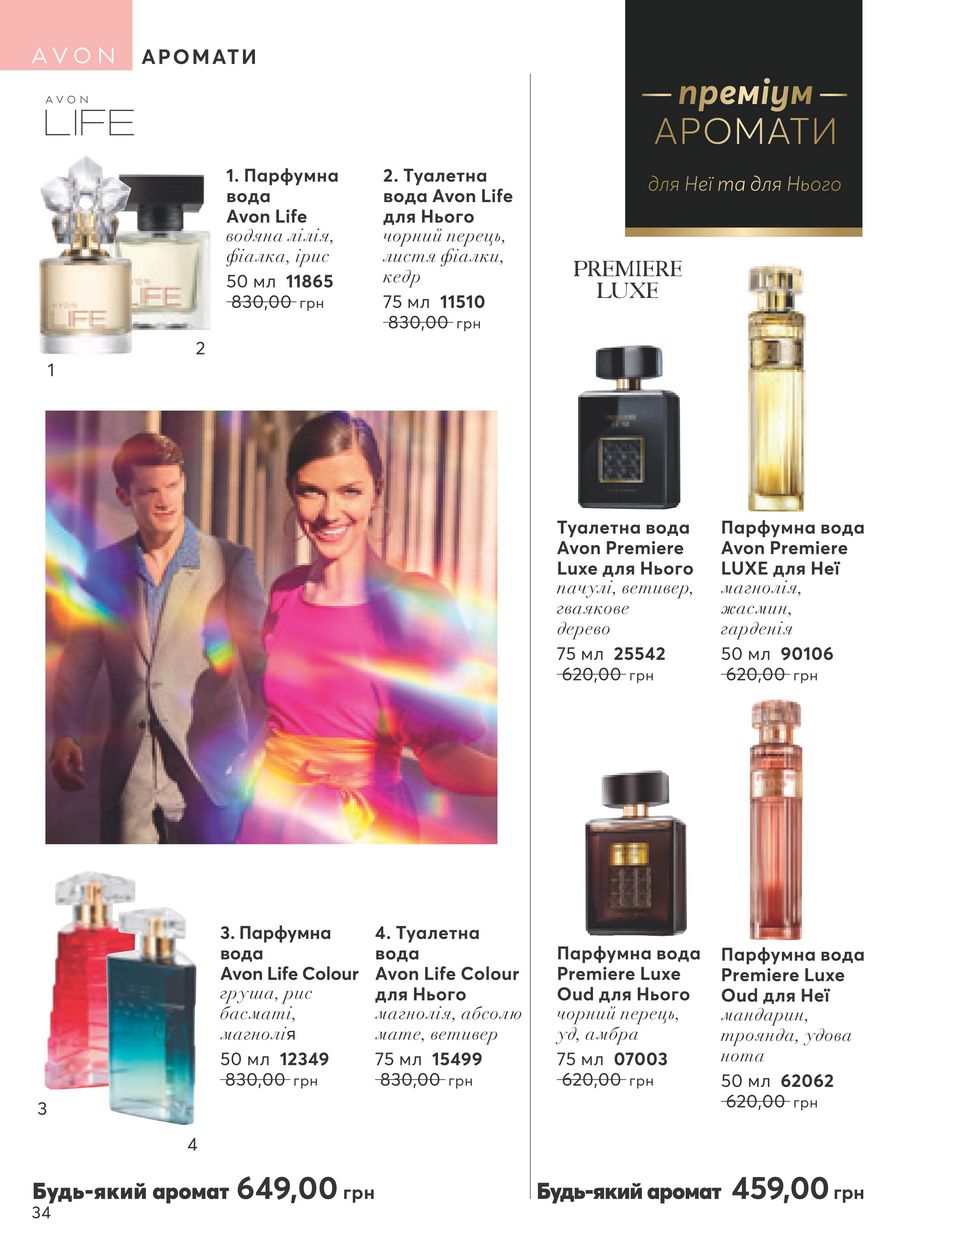 AVON АРОМАТИ
AVON
LIFE
1. Парфумна
вода
Avon Life
водяна лілія,
фіалка, ірис
50 мл 11865
830,00 грн
2. Туалетна
вода Avon Life
для Нього
чорний перець,
листя фіалки,
кедр
75 мл 11510
830,00 грн
LIFE
LIFE
1
2
3. Парфумна
вода
Avon Life Colour
груша, рис
басматі,
магнолія
50 мл 12349
830,00 грн
4. Туалетна
вода
Avon Life Colour
для Нього
магнолія, абсолю
мате, ветивер
75 мл 15499
830,00 грн
3
4
Будь-який аромат 649,00 грн
34
преміум
АРОМАТИ
для Неї та для Нього
PREMIERE
LUXE
Туалетна вода
Avon Premiere
Luxe для Нього
пачулі, ветивер,
гваякове
дерево
75 мл 25542
620,00 грн
Парфумна вода
Avon Premiere
LUXE для Неї
магнолія,
жасмин,
гарденія
50 мл 90106
620,00 грн
Парфумна вода
Premiere Luxe
Oud для Нього
чорний перець,
уд, амбра
75 мл 07003
620,00 грн
Парфумна вода
Premiere Luxe
Oud для Неї
мандарин,
троянда, удова
нота
50 мл 62062
620,00 грн
Будь-який аромат 459,00 грн